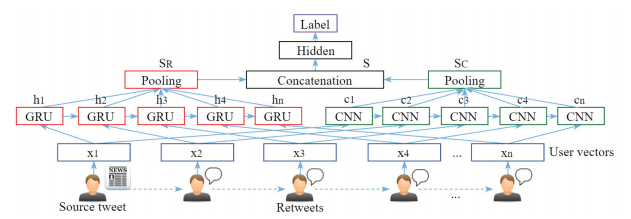 Label
Hidden
SR S SC
Pooling Concatenation Pooling
h1 h2 h3 h4 hn c1 c2 c3 c4 cn
GRU GRU GRU GRU GRU CNN CNN CNN CNN CNN
x1 x2 x3 x4 ... xn User vectors
NEWS
...
Source tweet Retweets